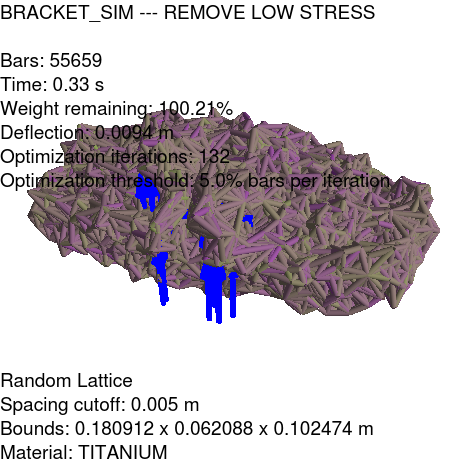 BRACKET_SIM --- REMOVE LOW STRESS
Bars: 55659
Time: 0.33 s
Weight remaining: 100.21%
Deflection: 0.0094 m
Optimization iterations: 132
Optimization threshold: 5.0% bars per iteration
Random Lattice
Spacing cutoff: 0.005 m
Bounds: 0.180912 x 0.062088 x 0.102474 m
Material: TITANIUM